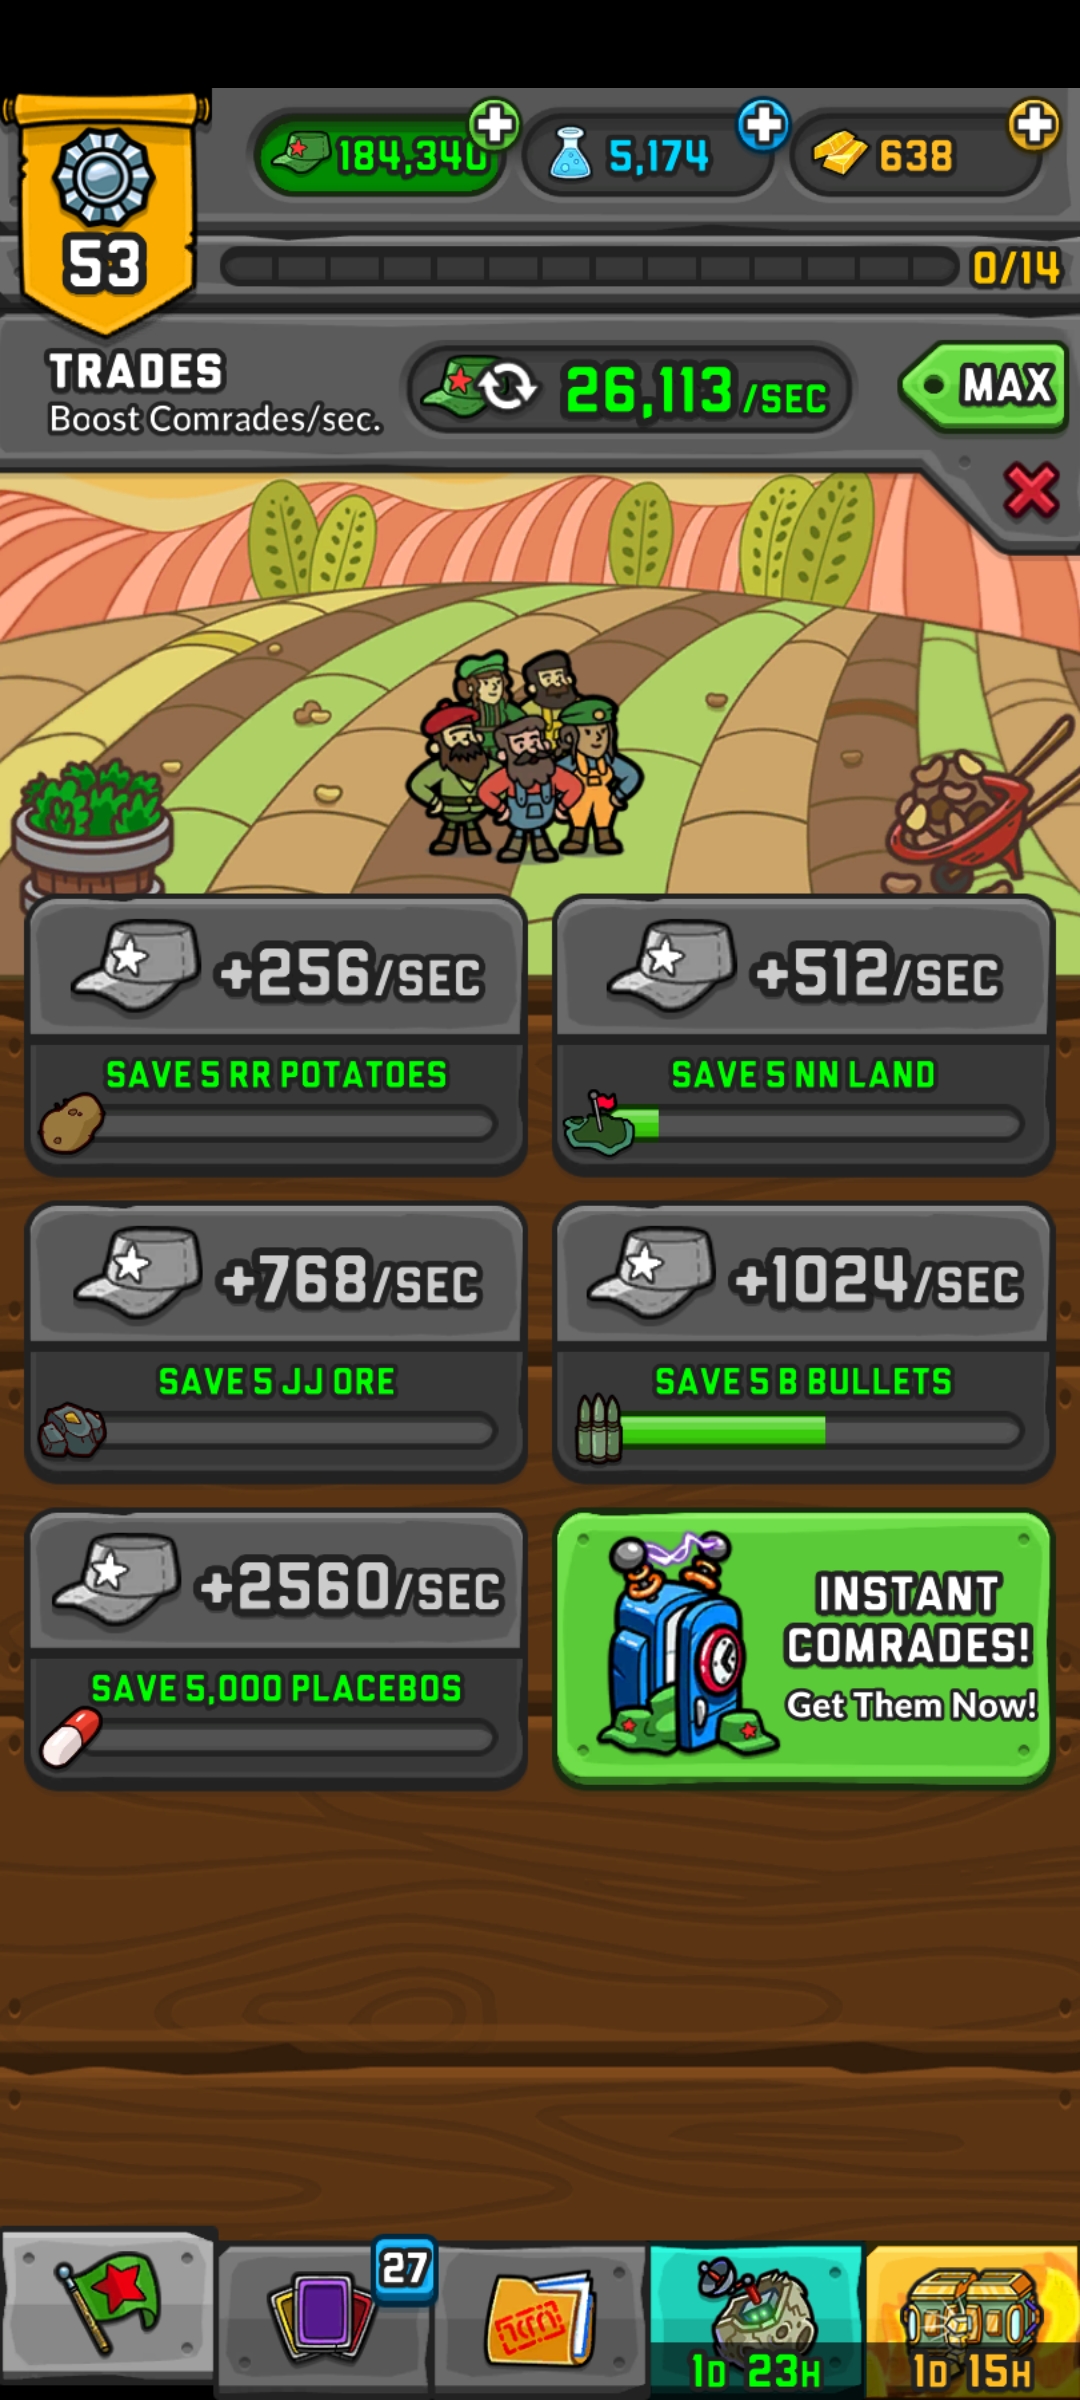 184,340
5,174
638
53
0/14
TRADES
Boost Comrades/sec.
26,113/SEC
MAX
+256/SEC
SAVE 5 RR POTATOES
+512/SEC
SAVE 5 NN LAND
+768/SEC
SAVE 5 JJ ORE
+1024/SEC
SAVE 5 B BULLETS
+2560/SEC
SAVE 5,000 PLACEBOS
INSTANT
COMRADES!
Get Them Now!
27
1D 23H
1D 15H